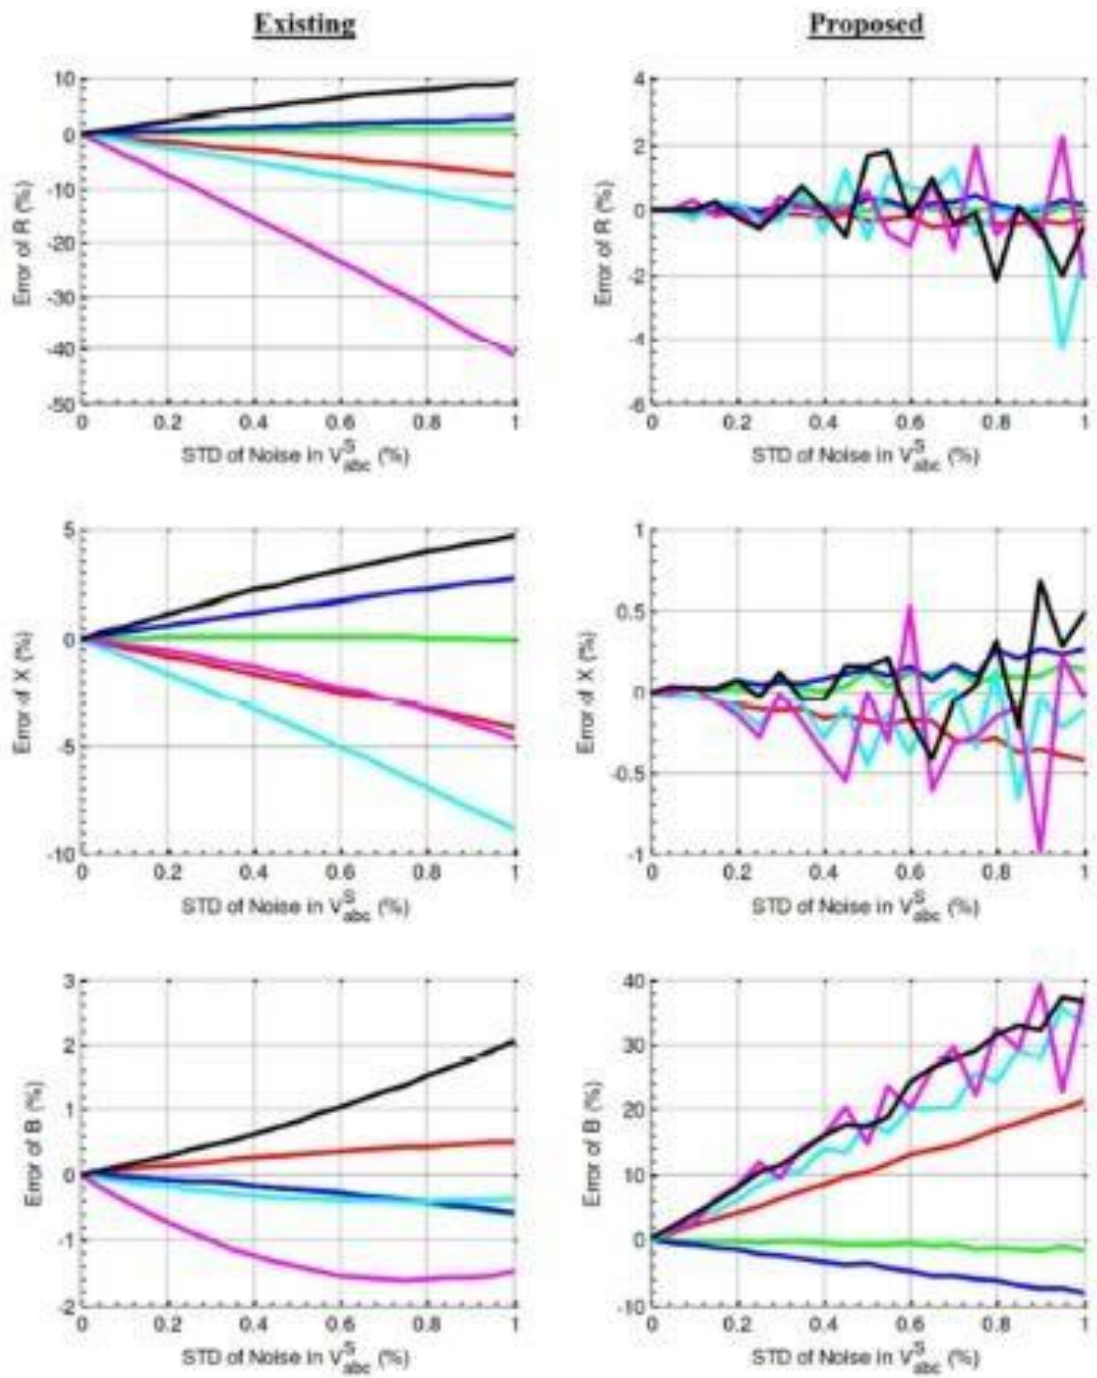 Existing Proposed
10
0
-10
-20
-30
-40
-50
Error of R (%)
0 0.2 0.4 0.6 0.8 1
STD of Noise in V^S_abc (%)
4
2
0
-2
-4
-6
Error of R (%)
0 0.2 0.4 0.6 0.8 1
STD of Noise in V^S_abc (%)
5
0
-5
-10
Error of X (%)
0 0.2 0.4 0.6 0.8 1
STD of Noise in V^S_abc (%)
1
0.5
0
-0.5
-1
Error of X (%)
0 0.2 0.4 0.6 0.8 1
STD of Noise in V^S_abc (%)
3
2
1
0
-1
-2
Error of B (%)
0 0.2 0.4 0.6 0.8 1
STD of Noise in V^S_abc (%)
40
30
20
10
0
-10
Error of B (%)
0 0.2 0.4 0.6 0.8 1
STD of Noise in V^S_abc (%)